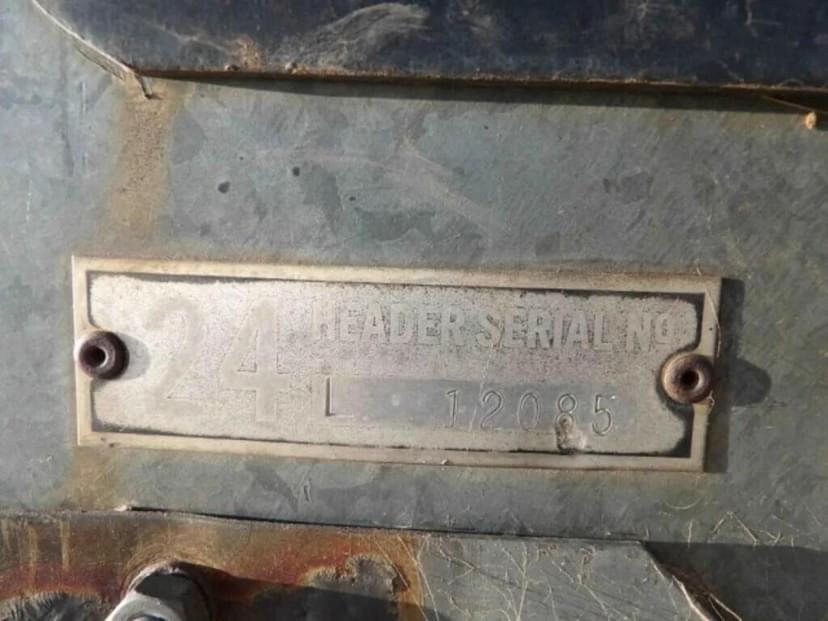 24 HEADER SERIAL No.
L 12085